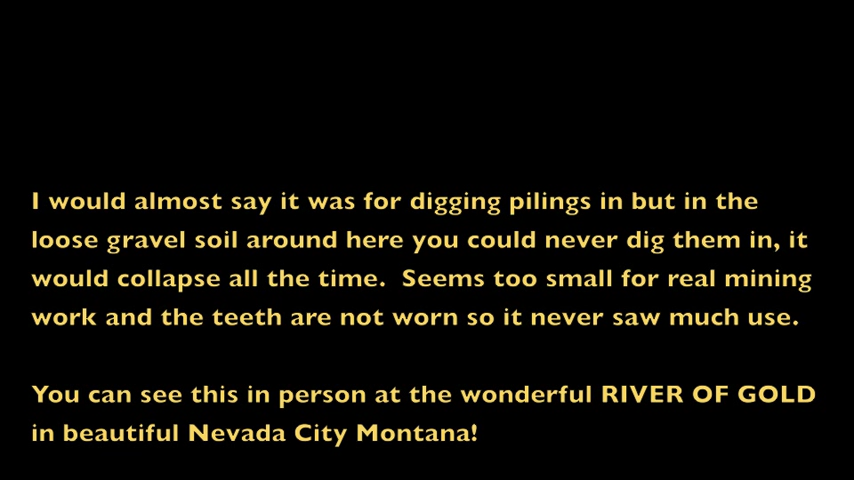 I would almost say it was for digging pilings in but in the
loose gravel soil around here you could never dig them in, it
would collapse all the time.  Seems too small for real mining
work and the teeth are not worn so it never saw much use.
You can see this in person at the wonderful RIVER OF GOLD
in beautiful Nevada City Montana!